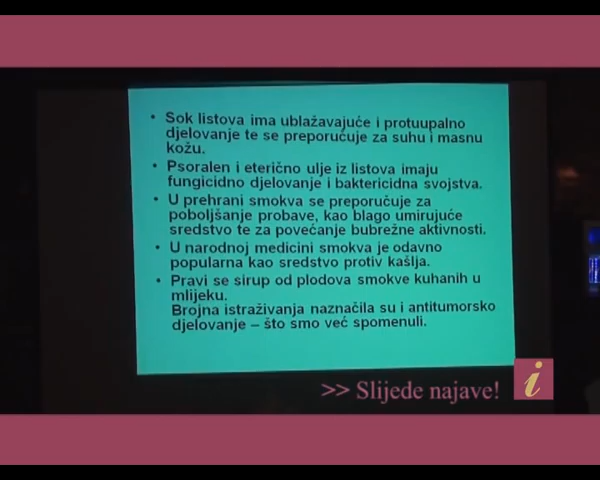 • Sok listova ima ublažavajuće i protuupalno
djelovanje te se preporučuje za suhu i masnu
kožu.
• Psoralen i eterično ulje iz listova imaju
fungicidno djelovanje i baktericidna svojstva.
• U prehrani smokva se preporučuje za
poboljšanje probave, kao blago umirujuće
sredstvo te za povećanje bubrežne aktivnosti.
• U narodnoj medicini smokva je odavno
popularna kao sredstvo protiv kašlja.
• Pravi se sirup od plodova smokve kuhanih u
mlijeku.
Brojna istraživanja naznačila su i antitumorsko
djelovanje – što smo već spomenuli.
>> Slijede najave!
i